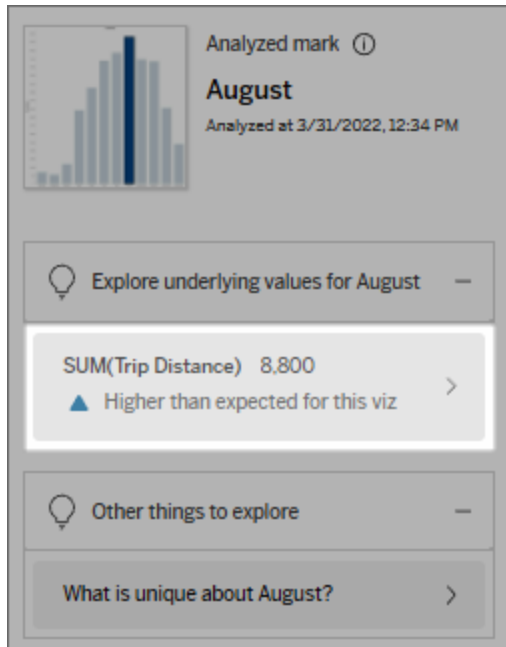 Analyzed mark
August
Analyzed at 3/31/2022, 12:34 PM
Explore underlying values for August
SUM(Trip Distance) 8,800
Higher than expected for this viz
Other things to explore
What is unique about August?